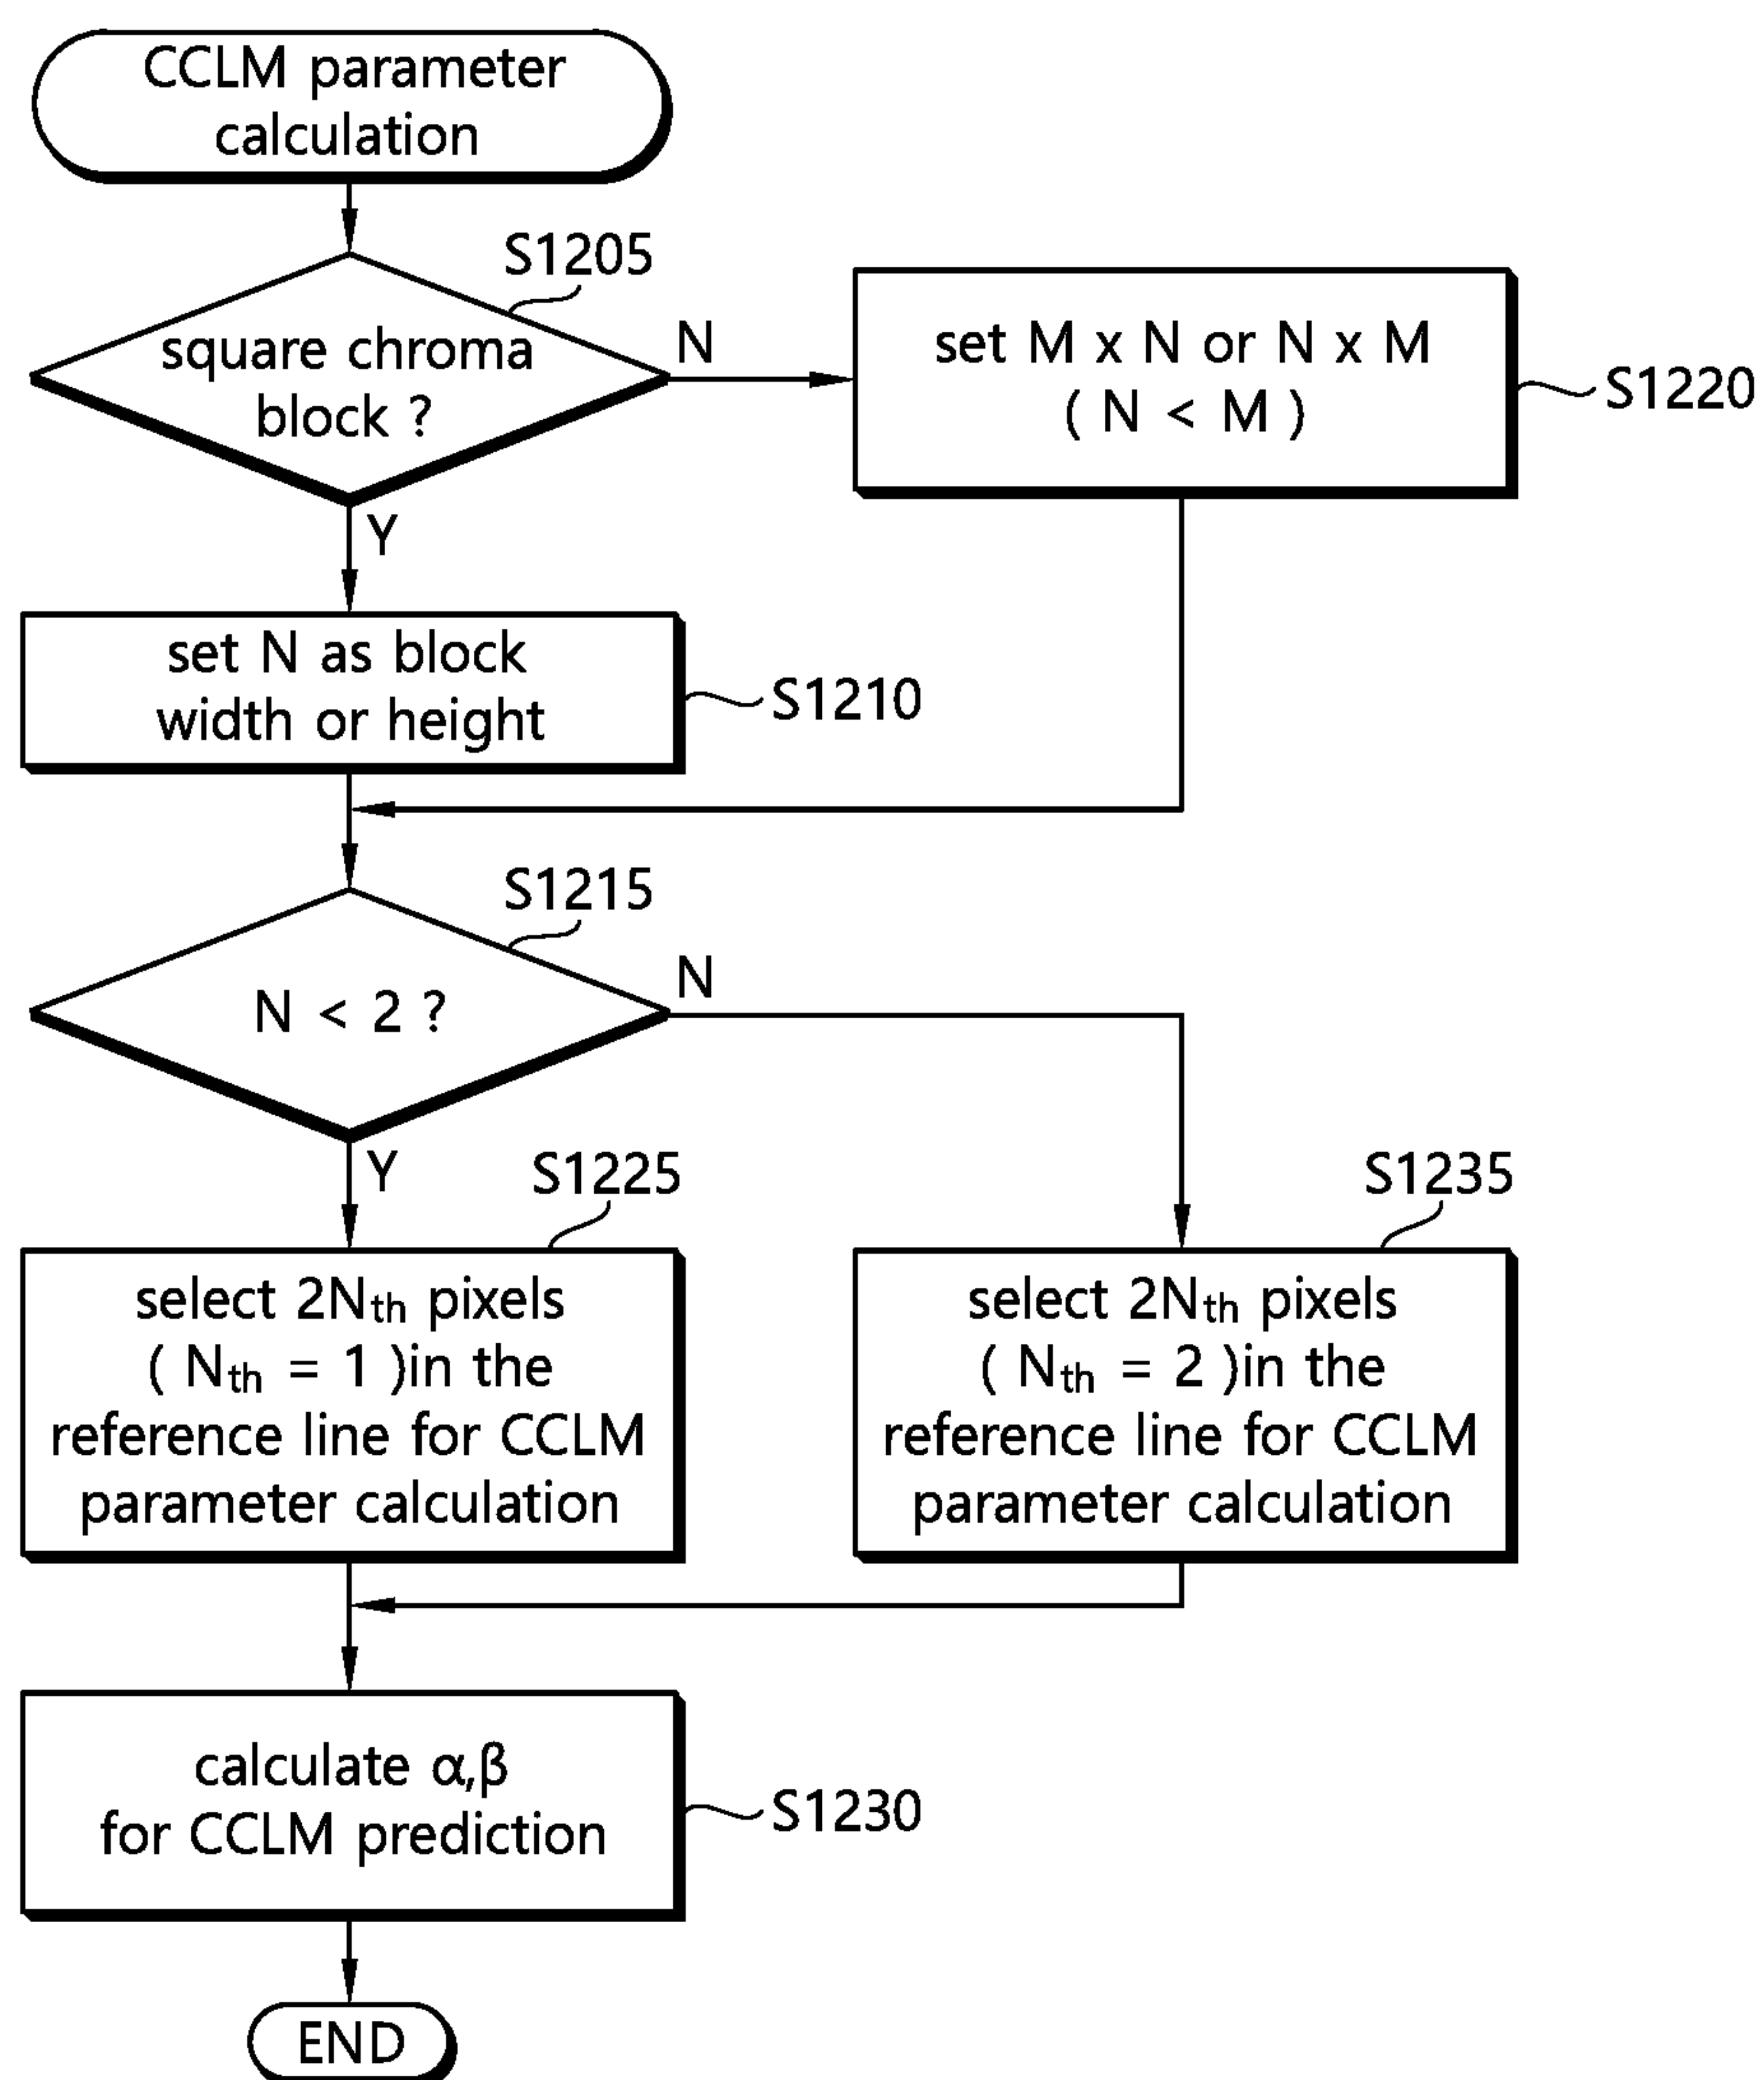 CCLM parameter
calculation
S1205
square chroma
block ?
N
set M x N or N x M
( N < M )
S1220
Y
set N as block
width or height
S1210
S1215
N < 2 ?
N
Y
S1225
select 2Nth pixels
( Nth = 1 )in the
reference line for CCLM
parameter calculation
S1235
select 2Nth pixels
( Nth = 2 )in the
reference line for CCLM
parameter calculation
calculate α,β
for CCLM prediction
S1230
END